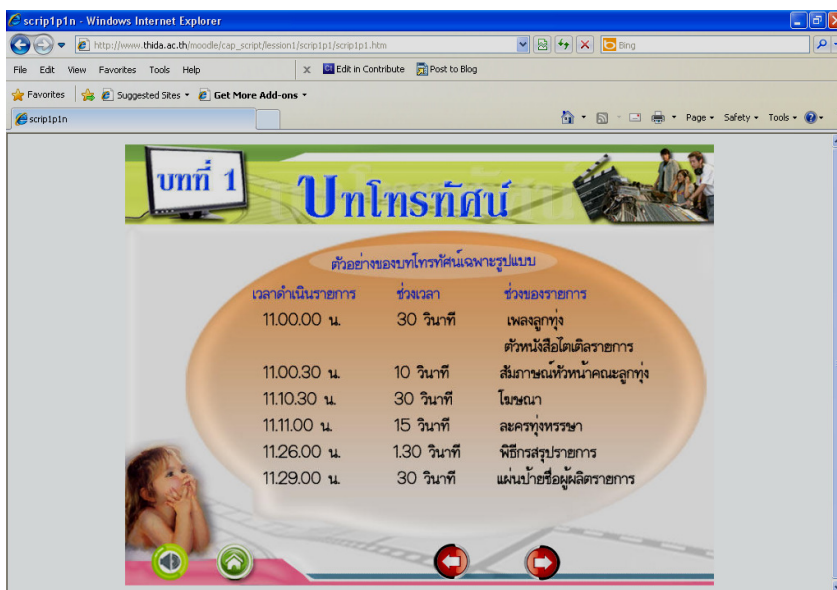 scrip1p1n - Windows Internet Explorer
http://www.thida.ac.th/moodle/cap_script/lession1/scrip1p1/scrip1p1.htm
Bing
File Edit View Favorites Tools Help x Edit in Contribute Post to Blog
Favorites Suggested Sites Get More Add-ons
scrip1p1n Page Safety Tools
บทที่ 1
บทโทรทัศน์
ตัวอย่างของบทโทรทัศน์เฉพาะรูปแบบ
เวลาดำเนินรายการ ช่วงเวลา ช่วงของรายการ
11.00.00 น. 30 วินาที เพลงลูกทุ่ง
ตัวหนังสือไตเติลรายการ
11.00.30 น. 10 วินาที สัมภาษณ์หัวหน้าคณะลูกทุ่ง
11.10.30 น. 30 วินาที โฆษณา
11.11.00 น. 15 วินาที ละครทุ่งหรรษา
11.26.00 น. 1.30 วินาที พิธีกรสรุปรายการ
11.29.00 น. 30 วินาที แผ่นป้ายชื่อผู้ผลิตรายการ